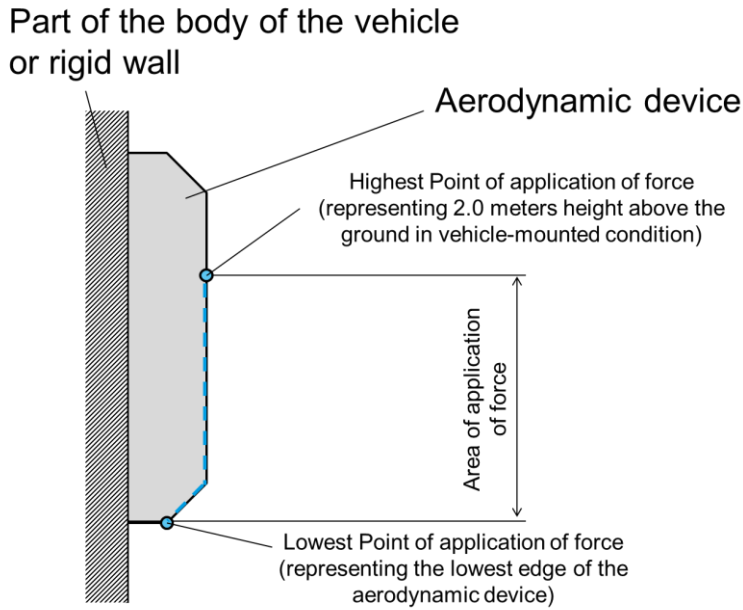 Part of the body of the vehicle
or rigid wall
Aerodynamic device
Highest Point of application of force
(representing 2.0 meters height above the
ground in vehicle-mounted condition)
Area of application
of force
Lowest Point of application of force
(representing the lowest edge of the
aerodynamic device)